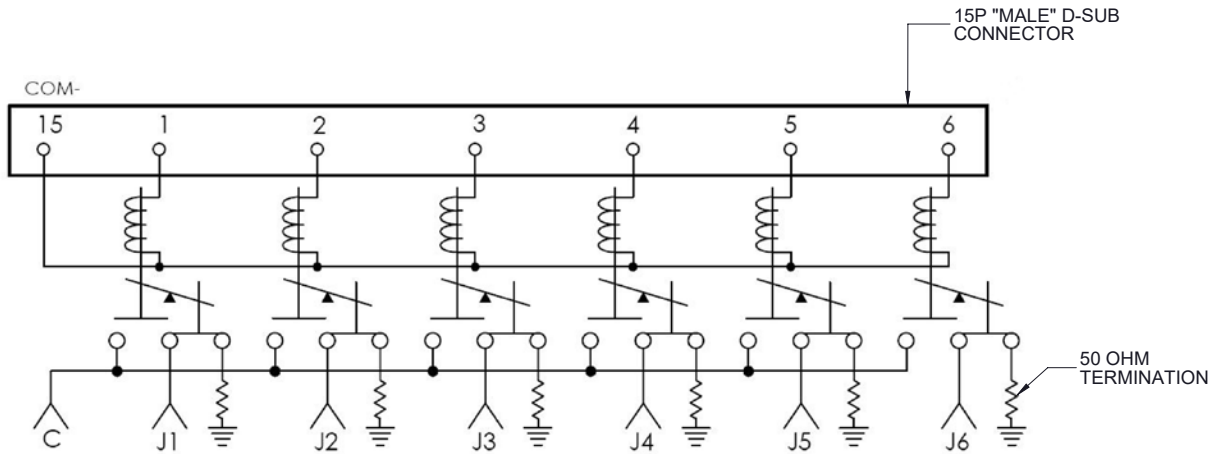 15P "MALE" D-SUB
CONNECTOR
COM-
15 1 2 3 4 5 6
50 OHM
TERMINATION
C J1 J2 J3 J4 J5 J6